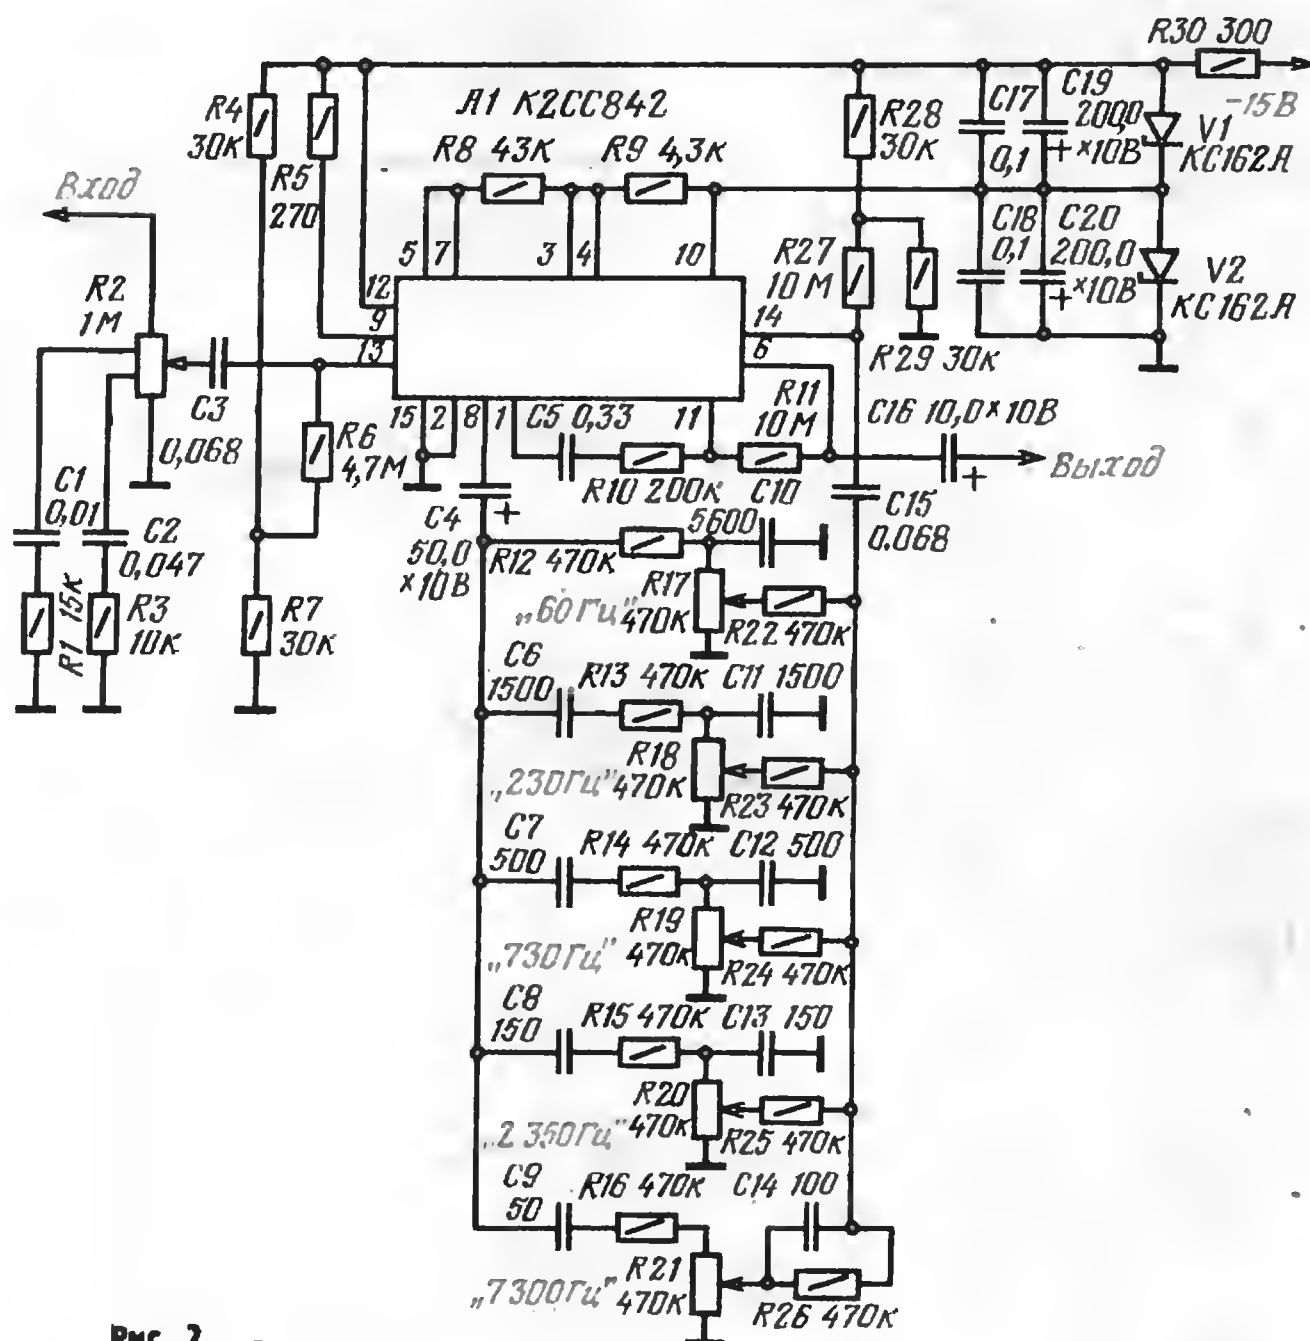 R30 300
-15В
А1 К2СС842
R4
30к
R5
270
R8 43к
R9 4,3к
R28
30к
C17
0,1
C19
200,0
×10В
V1
КС162А
Вход
5
7
3
4
10
12
9
13
14
6
R27
10М
C18
0,1
C20
200,0
×10В
V2
КС162А
R2
1М
R29 30к
C3
0,068
R6
4,7М
15
2
8
1
C5 0,33
11
R11
10М
C16 10,0×10В
Выход
R10 200к
C10
5600
C15
0.068
C1
0,01
C2
0,047
C4
50,0
×10В
R12 470к
R17
470к
„60Гц"
R22 470к
R1 15к
R3
10к
R7
30к
C6
1500
R13 470к
C11 1500
R18
470к
„230Гц"
R23 470к
C7
500
R14 470к
C12 500
R19
470к
„730Гц"
R24 470к
C8
150
R15 470к
C13 150
R20
470к
„2 350Гц"
R25 470к
C9
50
R16 470к
C14 100
R21
470к
„7300Гц"
R26 470к
Рис. 2